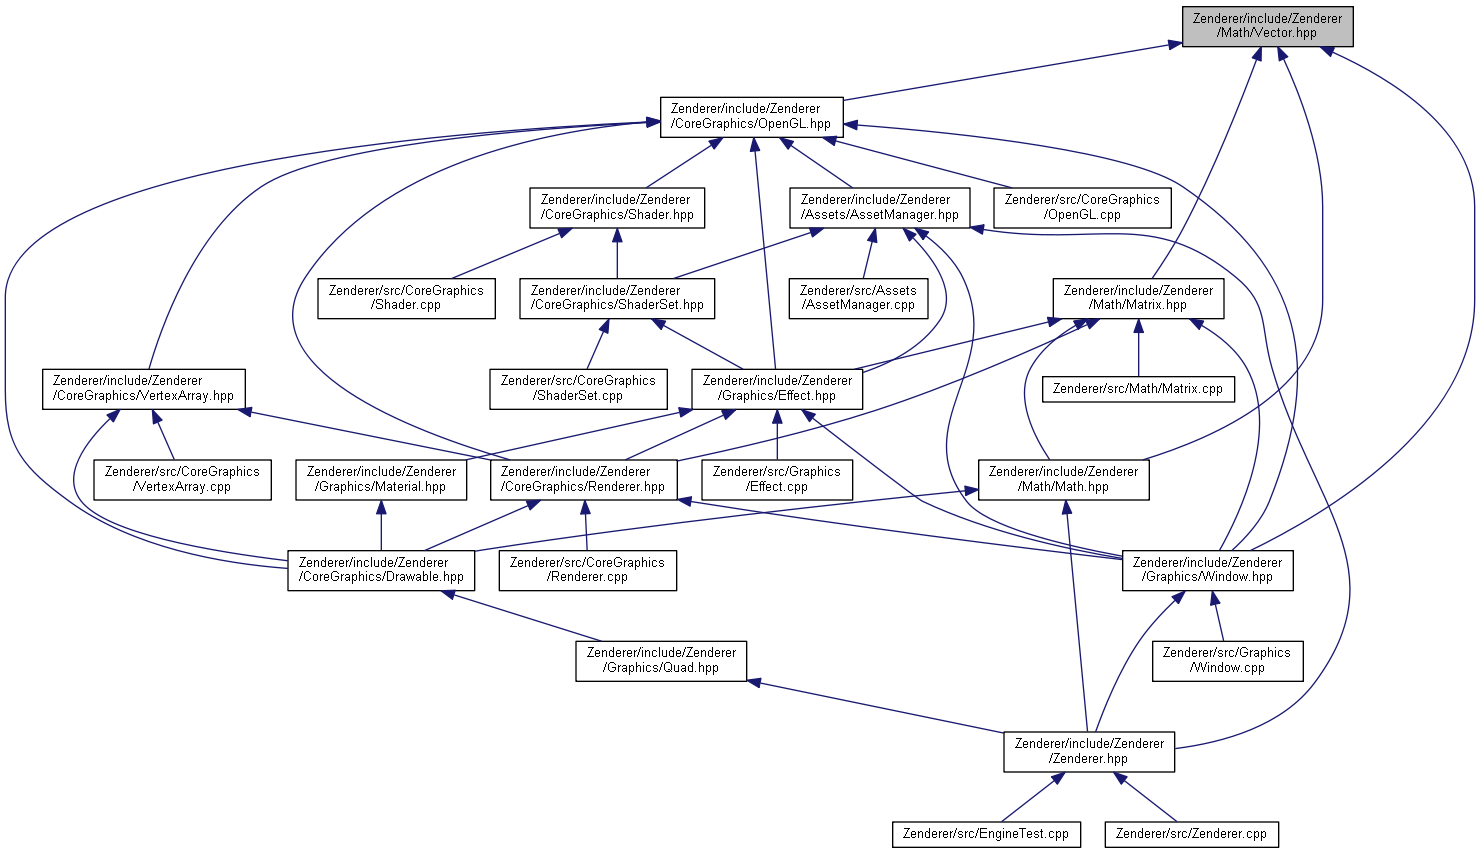 Zenderer/include/Zenderer
/Math/Vector.hpp
Zenderer/include/Zenderer
/CoreGraphics/OpenGL.hpp
Zenderer/include/Zenderer
/CoreGraphics/Shader.hpp
Zenderer/include/Zenderer
/Assets/AssetManager.hpp
Zenderer/src/CoreGraphics
/OpenGL.cpp
Zenderer/src/CoreGraphics
/Shader.cpp
Zenderer/include/Zenderer
/CoreGraphics/ShaderSet.hpp
Zenderer/src/Assets
/AssetManager.cpp
Zenderer/include/Zenderer
/Math/Matrix.hpp
Zenderer/include/Zenderer
/CoreGraphics/VertexArray.hpp
Zenderer/src/CoreGraphics
/ShaderSet.cpp
Zenderer/include/Zenderer
/Graphics/Effect.hpp
Zenderer/src/Math/Matrix.cpp
Zenderer/src/CoreGraphics
/VertexArray.cpp
Zenderer/include/Zenderer
/Graphics/Material.hpp
Zenderer/include/Zenderer
/CoreGraphics/Renderer.hpp
Zenderer/src/Graphics
/Effect.cpp
Zenderer/include/Zenderer
/Math/Math.hpp
Zenderer/include/Zenderer
/CoreGraphics/Drawable.hpp
Zenderer/src/CoreGraphics
/Renderer.cpp
Zenderer/include/Zenderer
/Graphics/Window.hpp
Zenderer/include/Zenderer
/Graphics/Quad.hpp
Zenderer/src/Graphics
/Window.cpp
Zenderer/include/Zenderer
/Zenderer.hpp
Zenderer/src/EngineTest.cpp
Zenderer/src/Zenderer.cpp